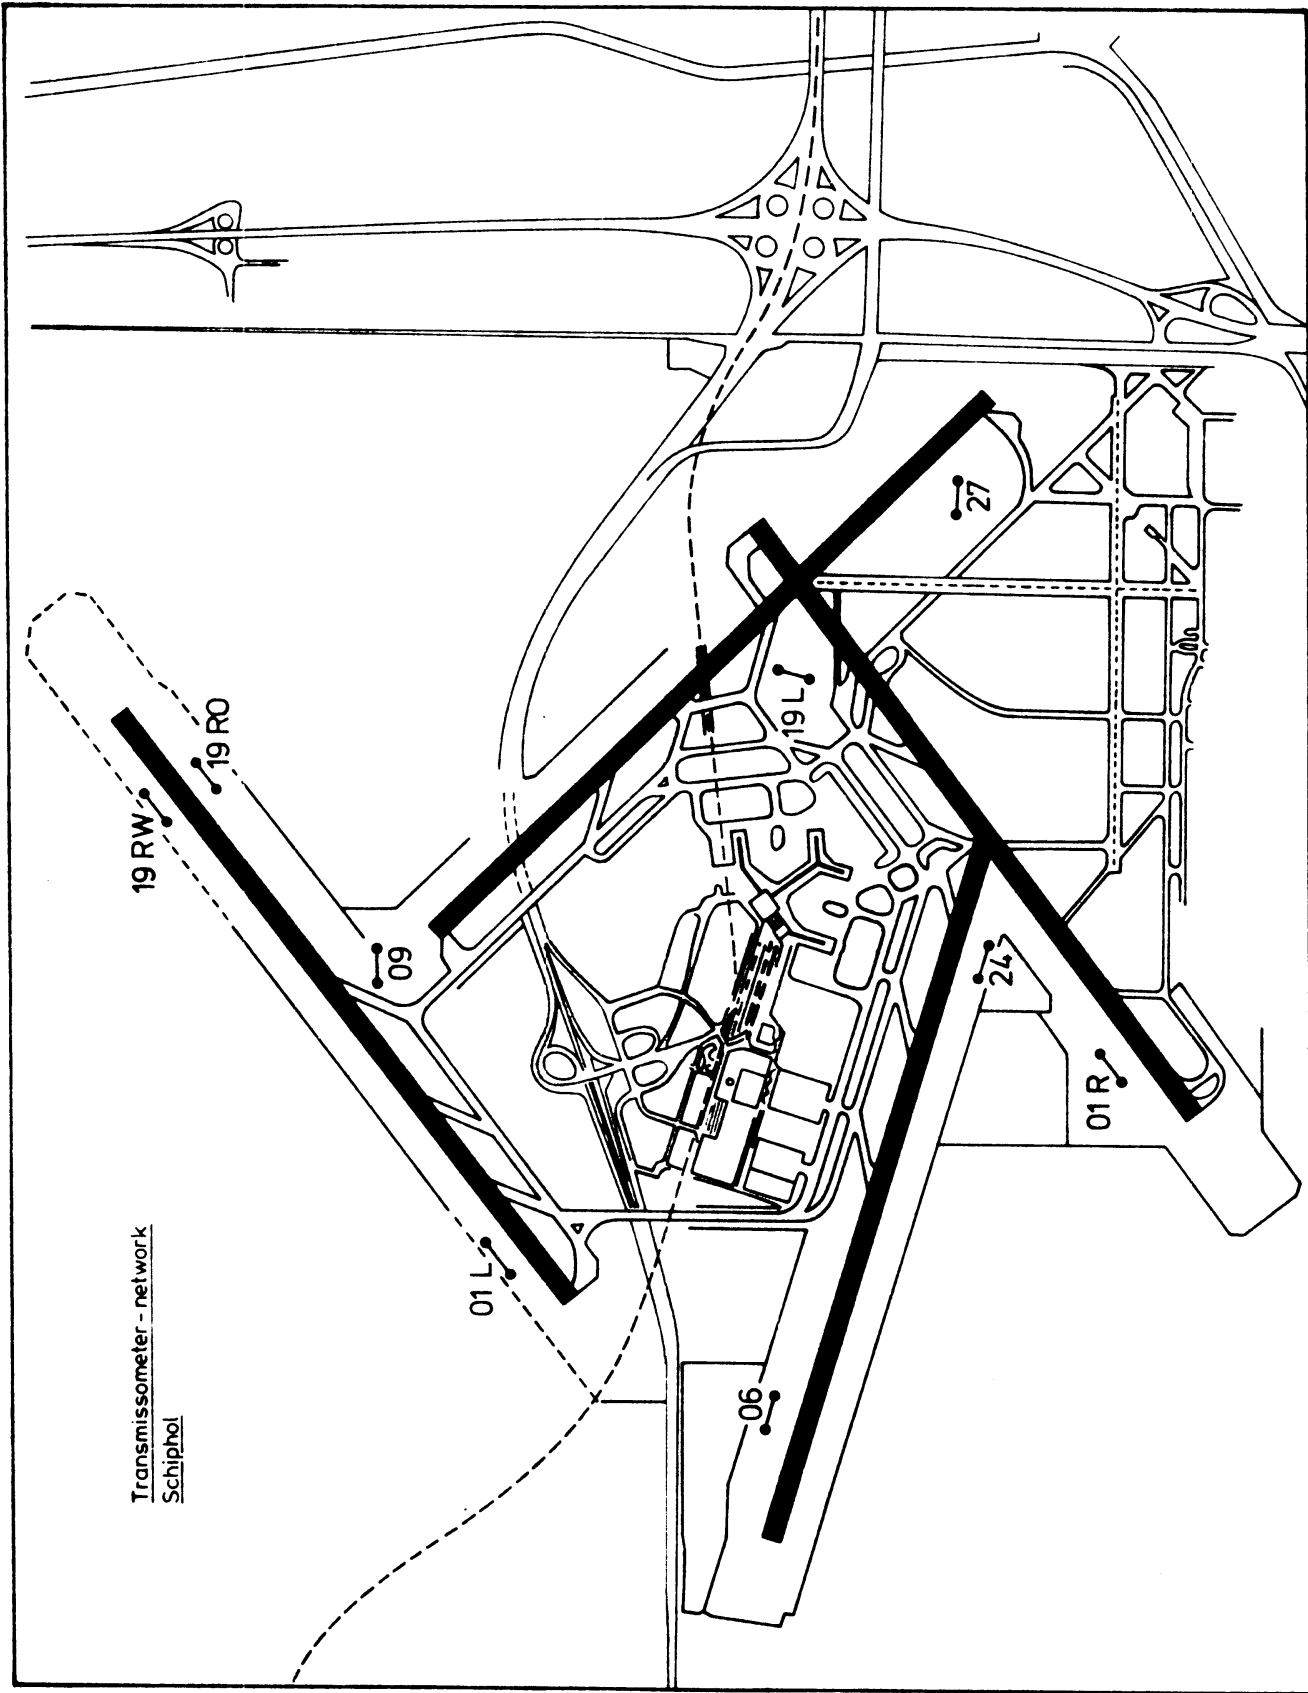 Transmissometer - network
Schiphol
19 RW
19 RO
09
01 L
27
19 L
24
01 R
06